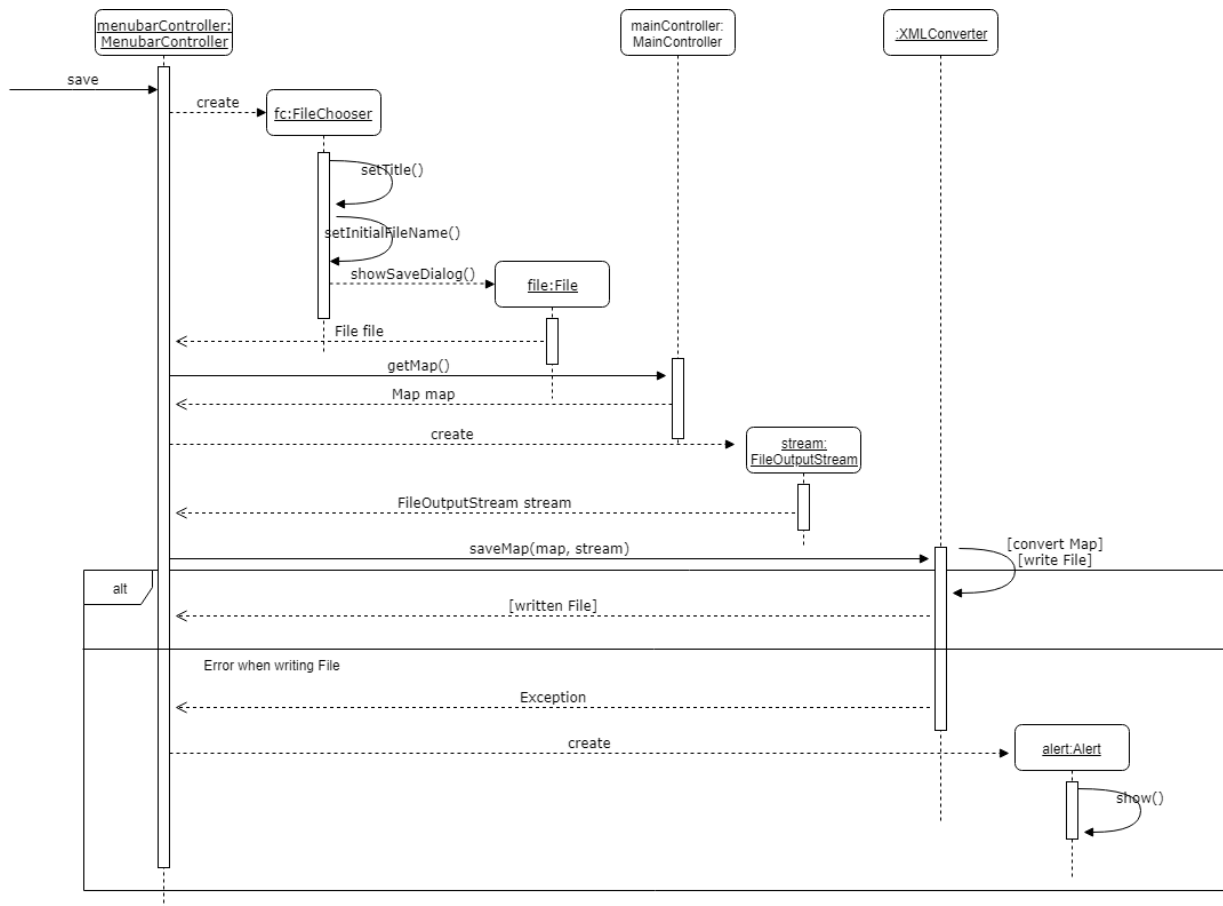 menubarController:
MenubarController
mainController:
MainController
:XMLConverter
save
create
fc:FileChooser
setTitle()
setInitialFileName()
showSaveDialog()
file:File
File file
getMap()
Map map
create
stream:
FileOutputStream
FileOutputStream stream
saveMap(map, stream)
[convert Map]
[write File]
alt
[written File]
Error when writing File
Exception
create
alert:Alert
show()